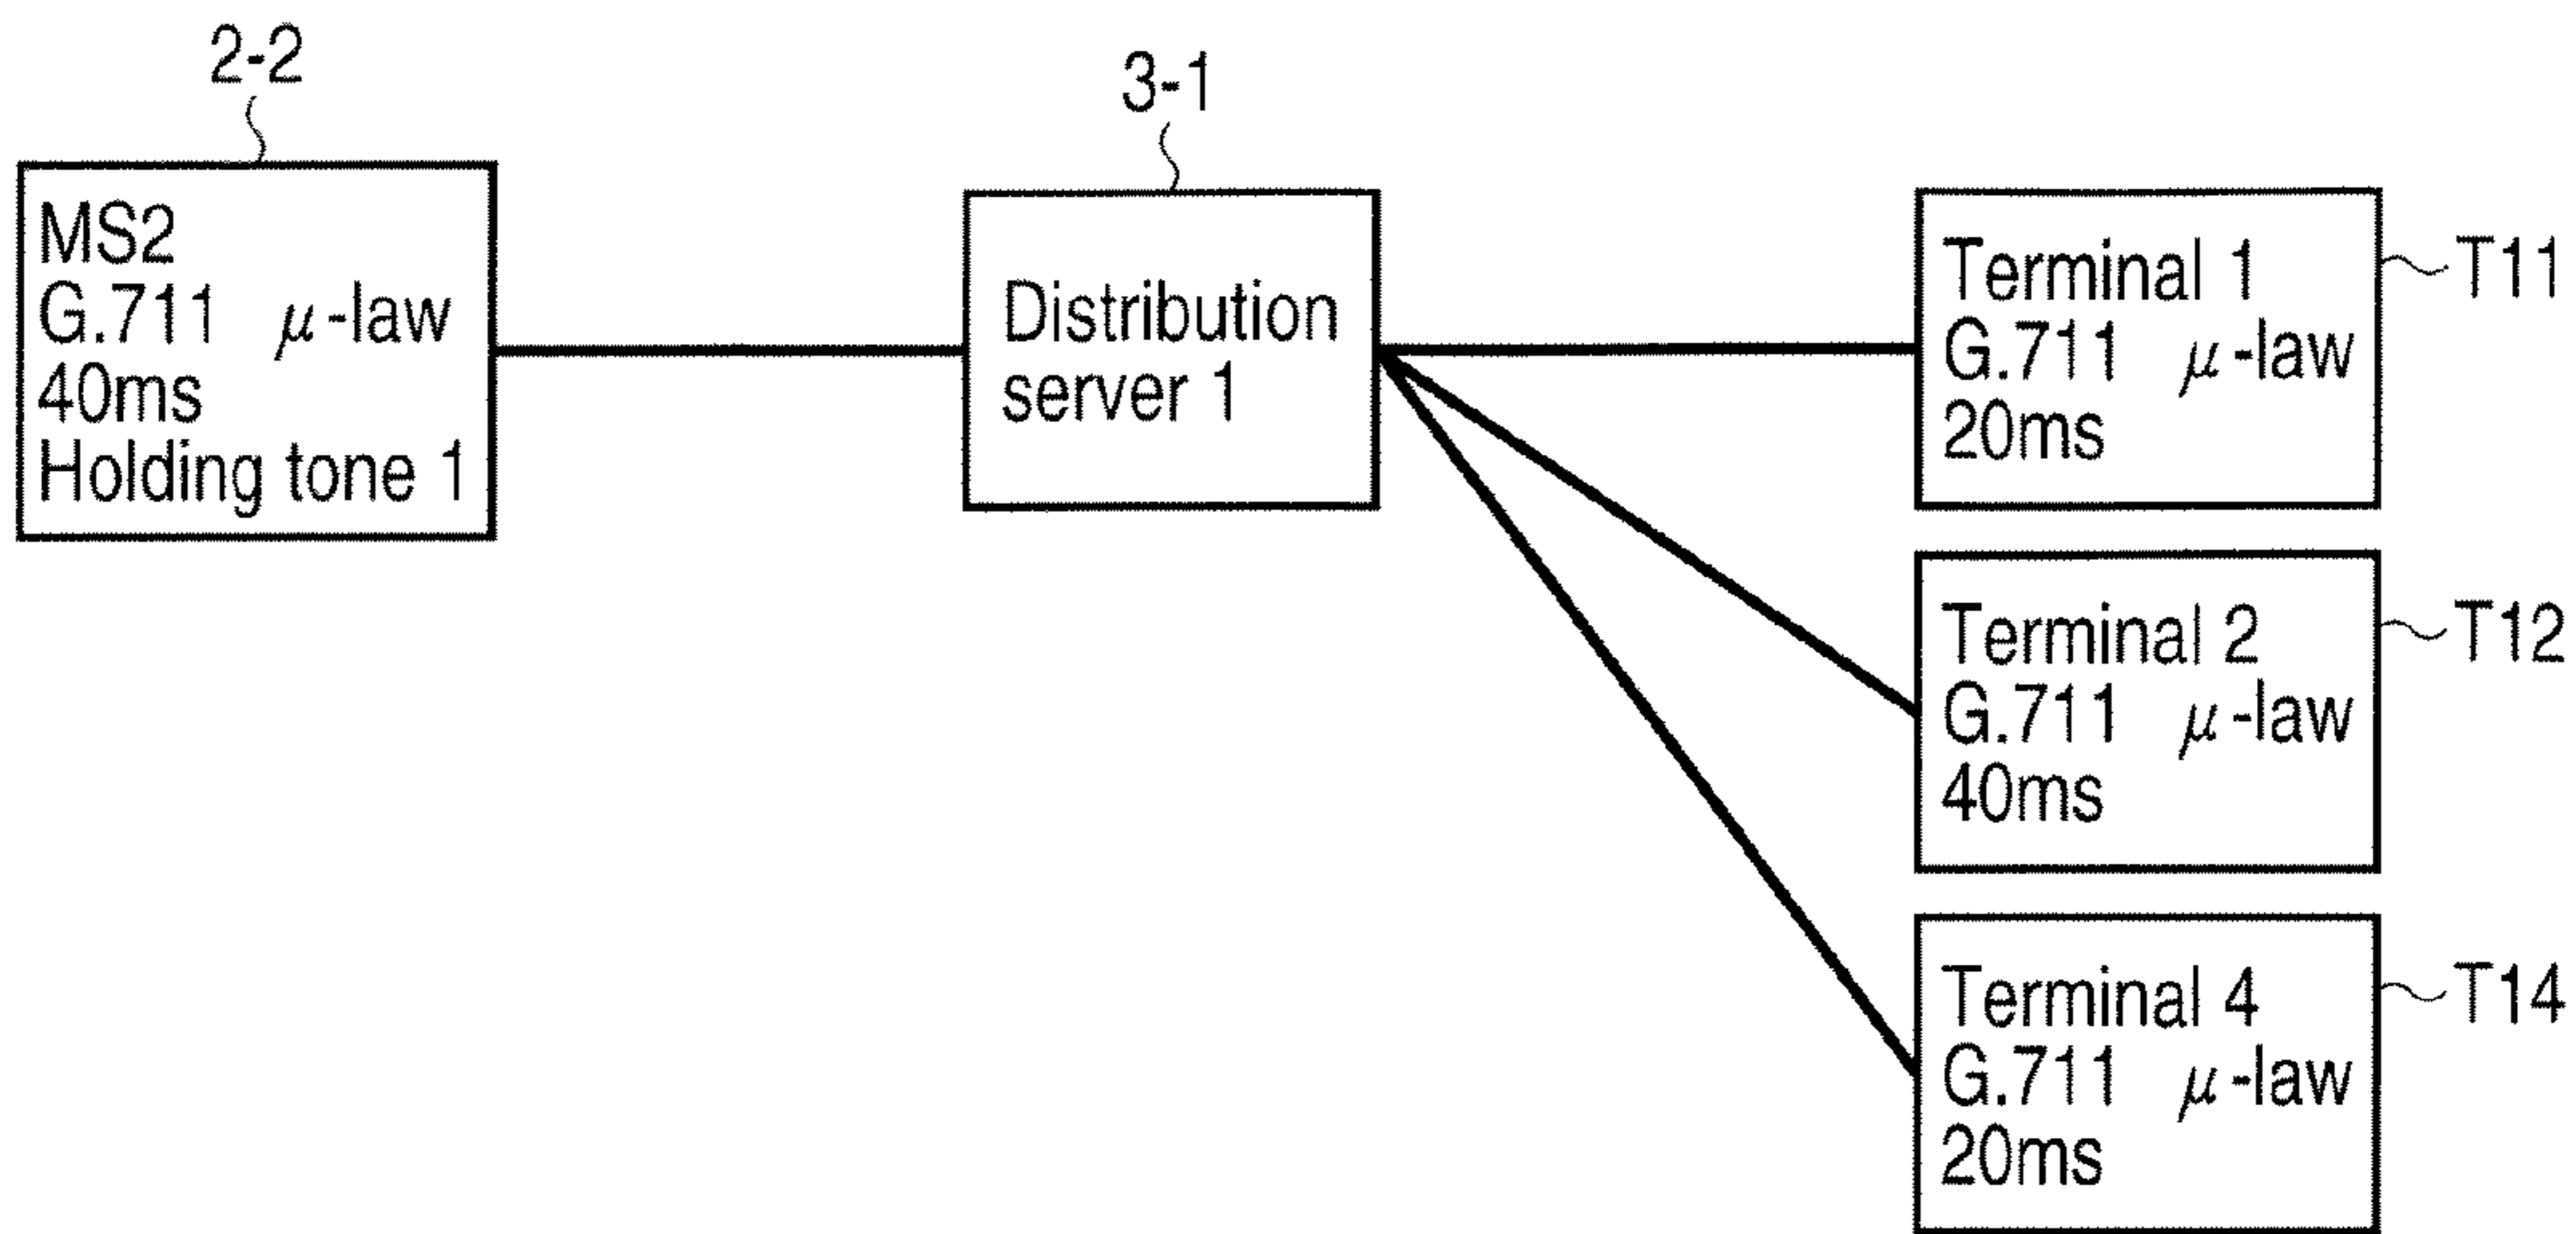 2-2
MS2
G.711 μ-law
40ms
Holding tone 1
3-1
Distribution
server 1
Terminal 1
G.711 μ-law
20ms
T11
Terminal 2
G.711 μ-law
40ms
T12
Terminal 4
G.711 μ-law
20ms
T14